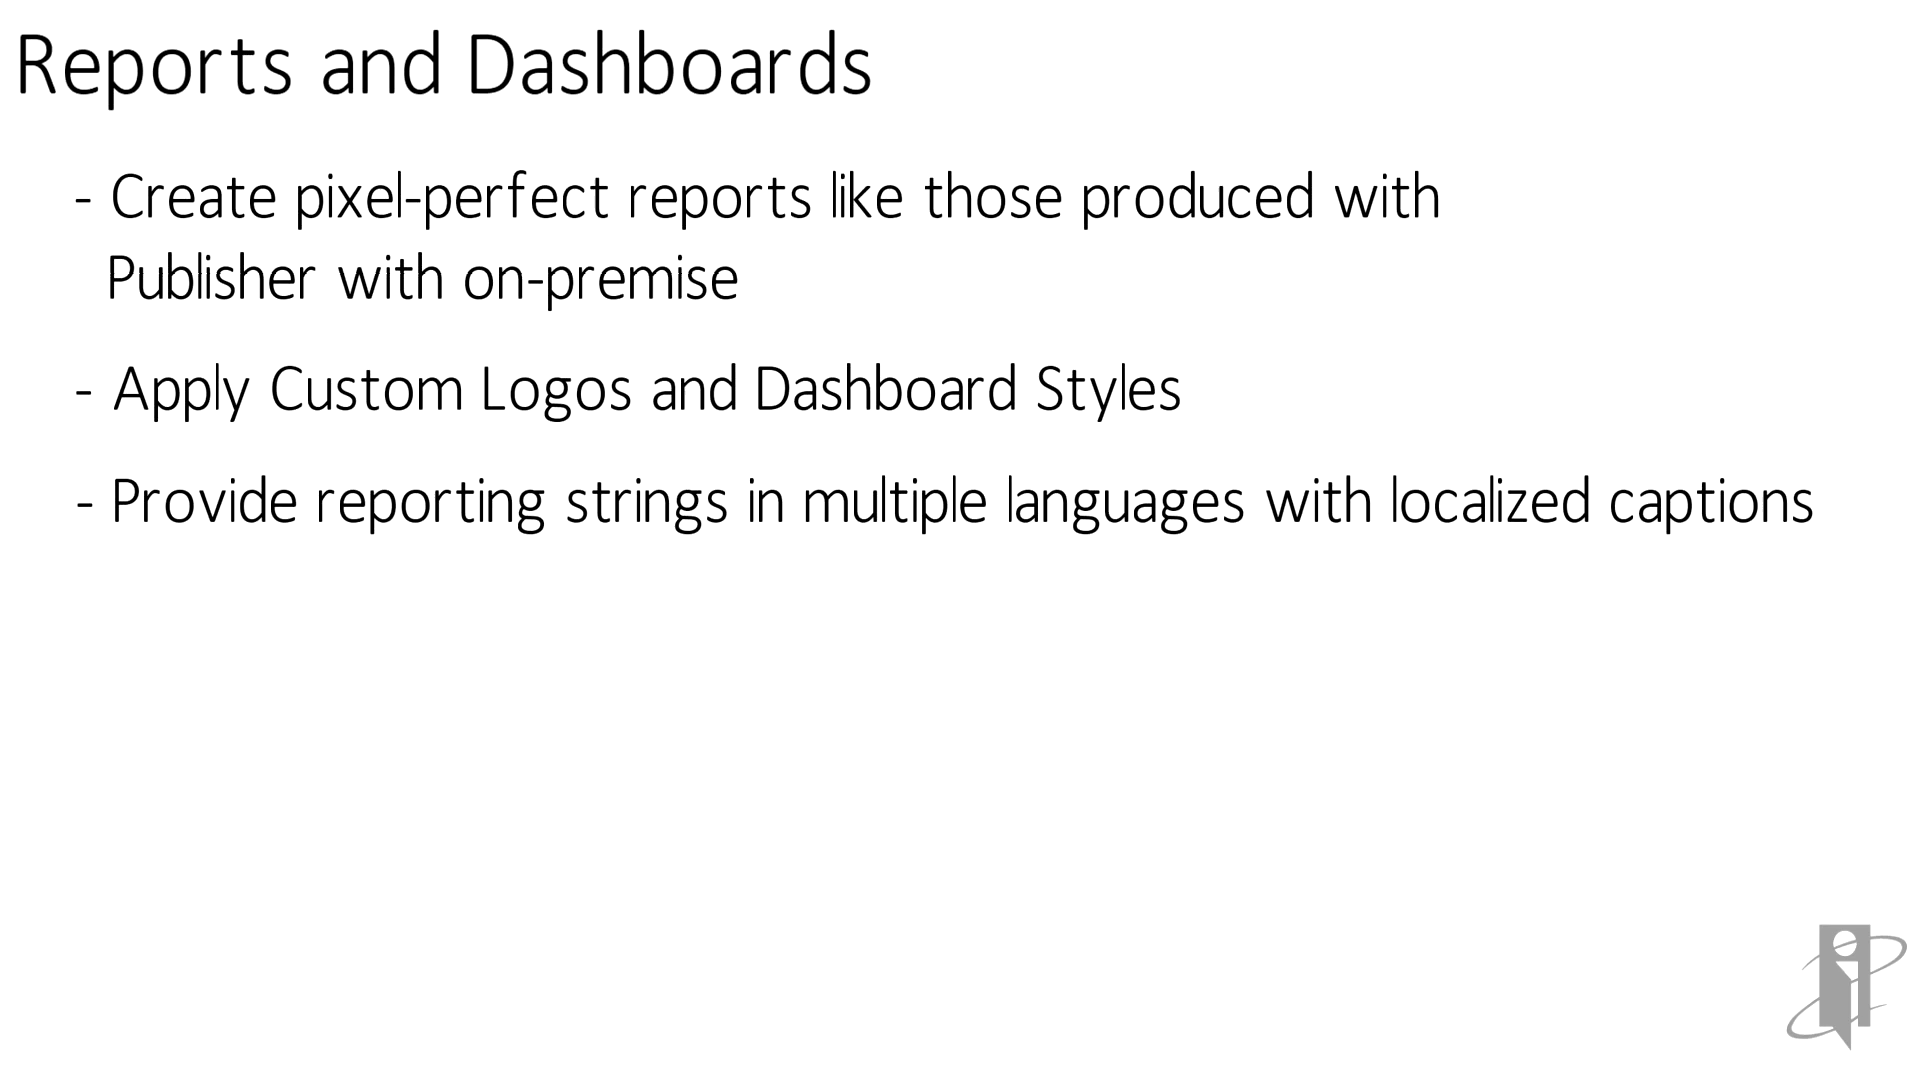 Reports and Dashboards
- Create pixel-perfect reports like those produced with
Publisher with on-premise
- Apply Custom Logos and Dashboard Styles
- Provide reporting strings in multiple languages with localized captions